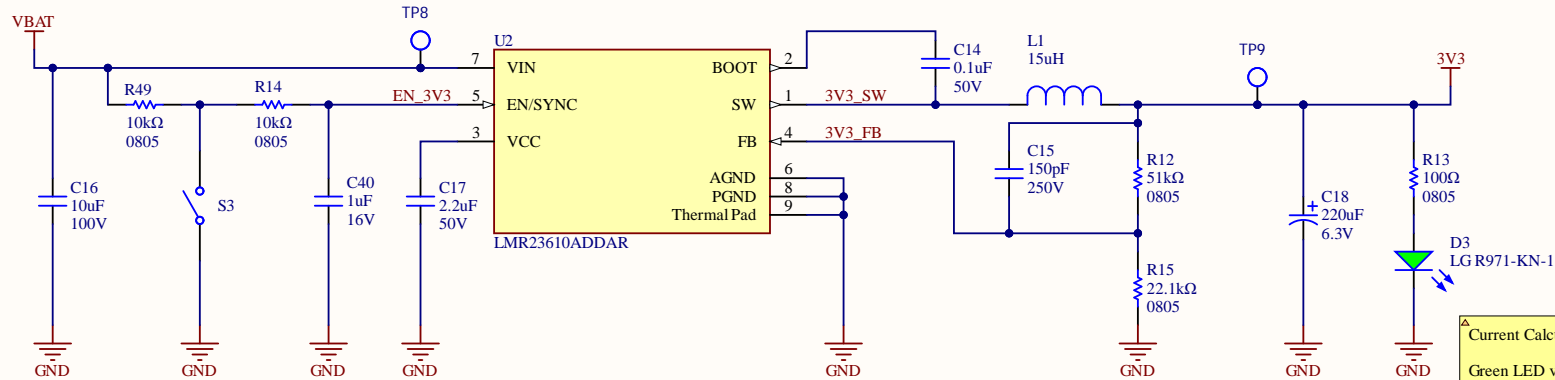 VBAT
TP8
U2
7
VIN
BOOT
2
5
EN/SYNC
SW
1
3
VCC
FB
4
AGND
6
PGND
8
Thermal Pad
9
LMR23610ADDAR
EN_3V3
3V3_SW
3V3_FB
R49
10kΩ
0805
R14
10kΩ
0805
C16
10uF
100V
S3
C40
1uF
16V
C17
2.2uF
50V
C14
0.1uF
50V
L1
15uH
TP9
3V3
C15
150pF
250V
R12
51kΩ
0805
R15
22.1kΩ
0805
C18
220uF
6.3V
R13
100Ω
0805
D3
LG R971-KN-1
GND
GND
GND
GND
GND
GND
GND
GND
Green LED